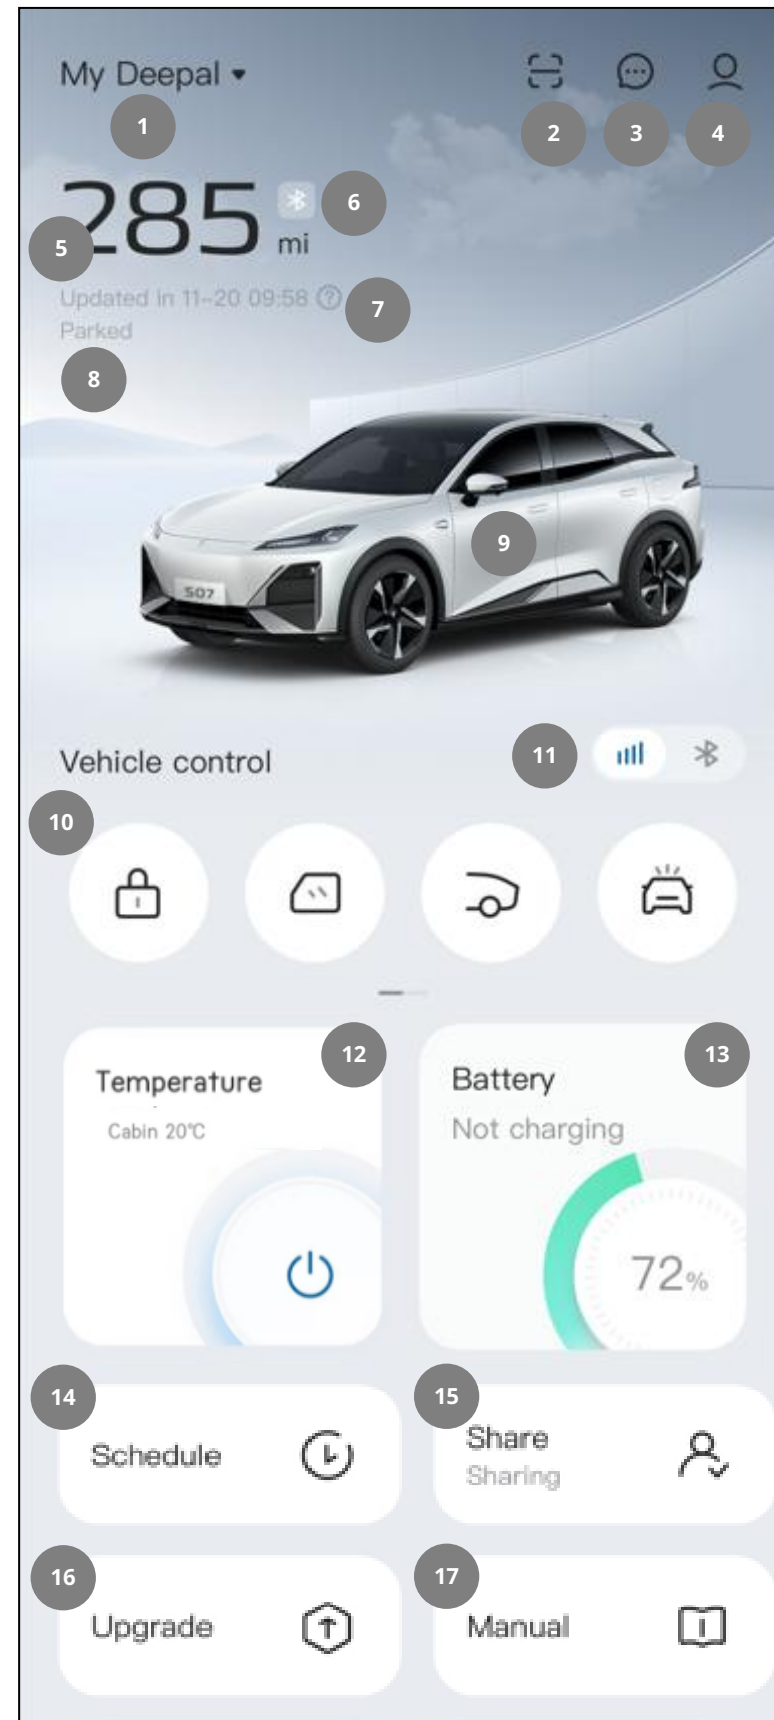 My Deepal
1
2
3
4
285
mi
5
6
Updated in 11-20 09:58 ?
7
Parked
8
9
S07
Vehicle control
11
10
12
13
Temperature
Cabin 20℃
Battery
Not charging
72%
14
15
Schedule
Share
Sharing
16
17
Upgrade
Manual